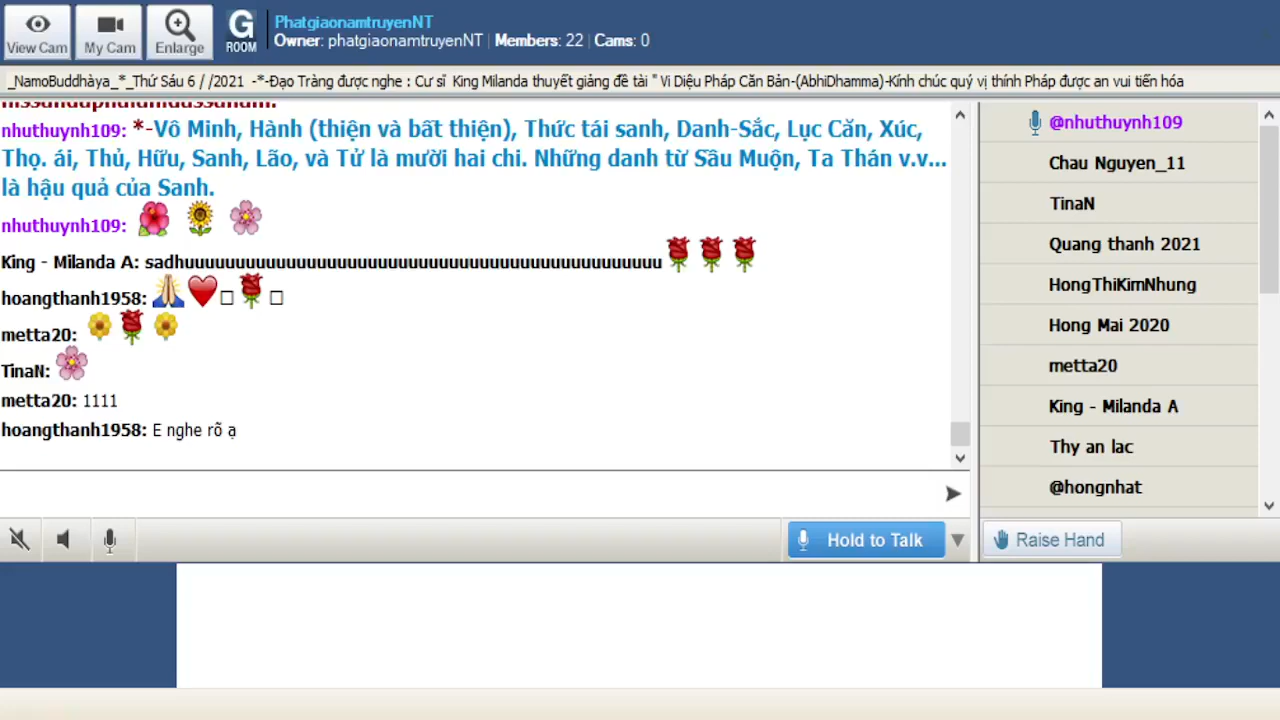 View Cam
My Cam
Enlarge
G
ROOM
PhatgiaonamtruyenNT
Owner: phatgiaonamtruyenNT | Members: 22 | Cams: 0
_NamoBuddhàya_*_Thứ Sáu 6 / /2021 -*-Đạo Tràng được nghe : Cư sĩ King Milanda thuyết giảng đề tài " Vi Diệu Pháp Căn Bản-(AbhiDhamma)-Kính chúc quý vị thính Pháp được an vui tiến hóa
nhuthuynh109: *-Vô Minh, Hành (thiện và bất thiện), Thức tái sanh, Danh-Sắc, Lục Căn, Xúc,
Thọ. ái, Thủ, Hữu, Sanh, Lão, và Tử là mười hai chi. Những danh từ Sầu Muộn, Ta Thán v.v...
là hậu quả của Sanh.
nhuthuynh109:
King - Milanda A: sadhuuuuuuuuuuuuuuuuuuuuuuuuuuuuuuuuuuuuuuuuuuuuuuu
hoangthanh1958:
metta20:
TinaN:
metta20: 1111
hoangthanh1958: E nghe rõ ạ
@nhuthuynh109
Chau Nguyen_11
TinaN
Quang thanh 2021
HongThiKimNhung
Hong Mai 2020
metta20
King - Milanda A
Thy an lac
@hongnhat
Hold to Talk
Raise Hand